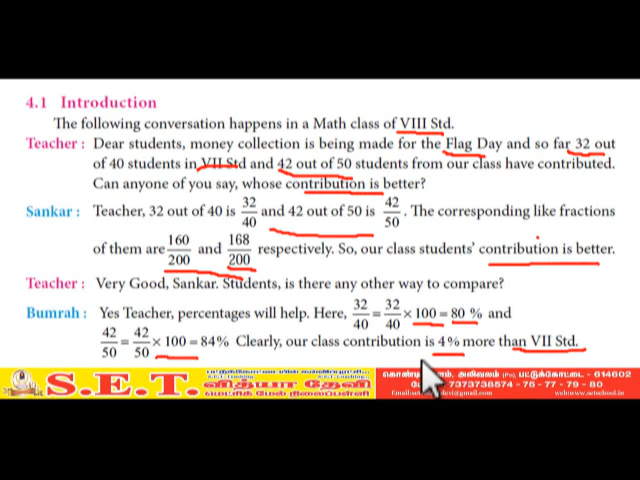 4.1 Introduction
The following conversation happens in a Math class of VIII Std.
Teacher : Dear students, money collection is being made for the Flag Day and so far 32 out
of 40 students in VII Std and 42 out of 50 students from our class have contributed.
Can anyone of you say, whose contribution is better?
Sankar : Teacher, 32 out of 40 is 32/40 and 42 out of 50 is 42/50. The corresponding like fractions
of them are 160/200 and 168/200 respectively. So, our class students' contribution is better.
Teacher : Very Good, Sankar. Students, is there any other way to compare?
Bumrah : Yes Teacher, percentages will help. Here, 32/40 = 32/40 × 100 = 80 % and
42/50 = 42/50 × 100 = 84% Clearly, our class contribution is 4% more than VII Std.
S.E.T. வித்யா தேவி
மெட்ரிக் மேல் நிலைப்பள்ளி
அலிவலம் (Po) பட்டுக்கோட்டை - 614602
7373738574 - 75 - 77 - 79 - 80